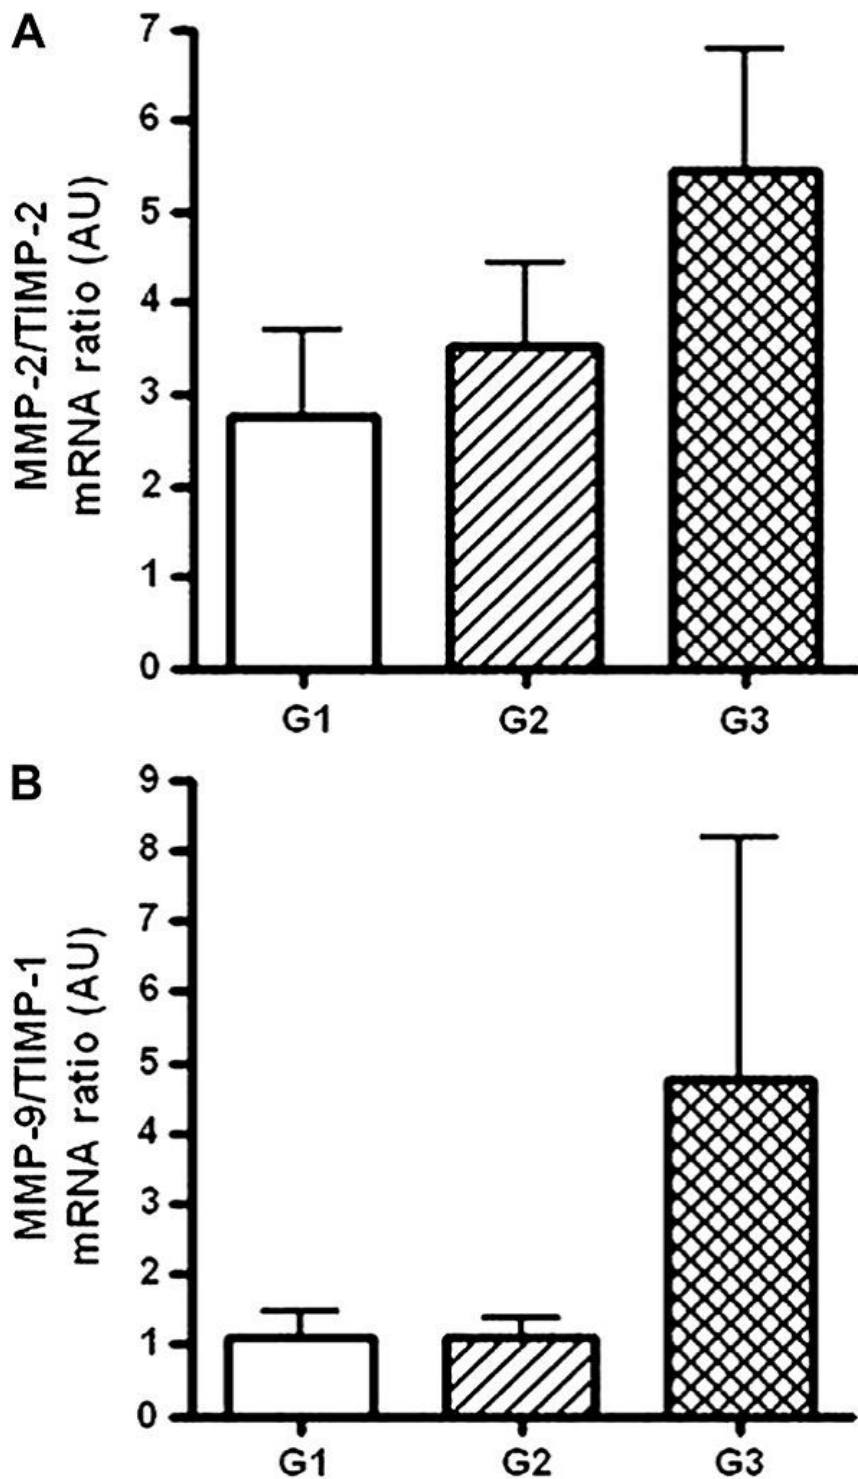 A
MMP-2/TIMP-2
mRNA ratio (AU)
7
6
5
4
3
2
1
0
G1 G2 G3
B
MMP-9/TIMP-1
mRNA ratio (AU)
9
8
7
6
5
4
3
2
1
0
G1 G2 G3